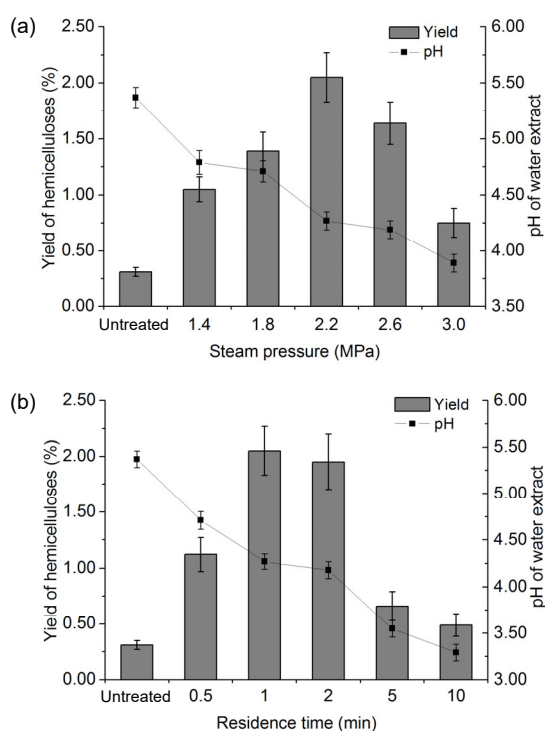 (a)
Yield
pH
Yield of hemicelluloses (%)
2.50
2.00
1.50
1.00
0.50
0.00
pH of water extract
6.00
5.50
5.00
4.50
4.00
3.50
Untreated 1.4 1.8 2.2 2.6 3.0
Steam pressure (MPa)
(b)
Yield
pH
Yield of hemicelluloses (%)
2.50
2.00
1.50
1.00
0.50
0.00
pH of water extract
6.00
5.50
5.00
4.50
4.00
3.50
3.00
Untreated 0.5 1 2 5 10
Residence time (min)